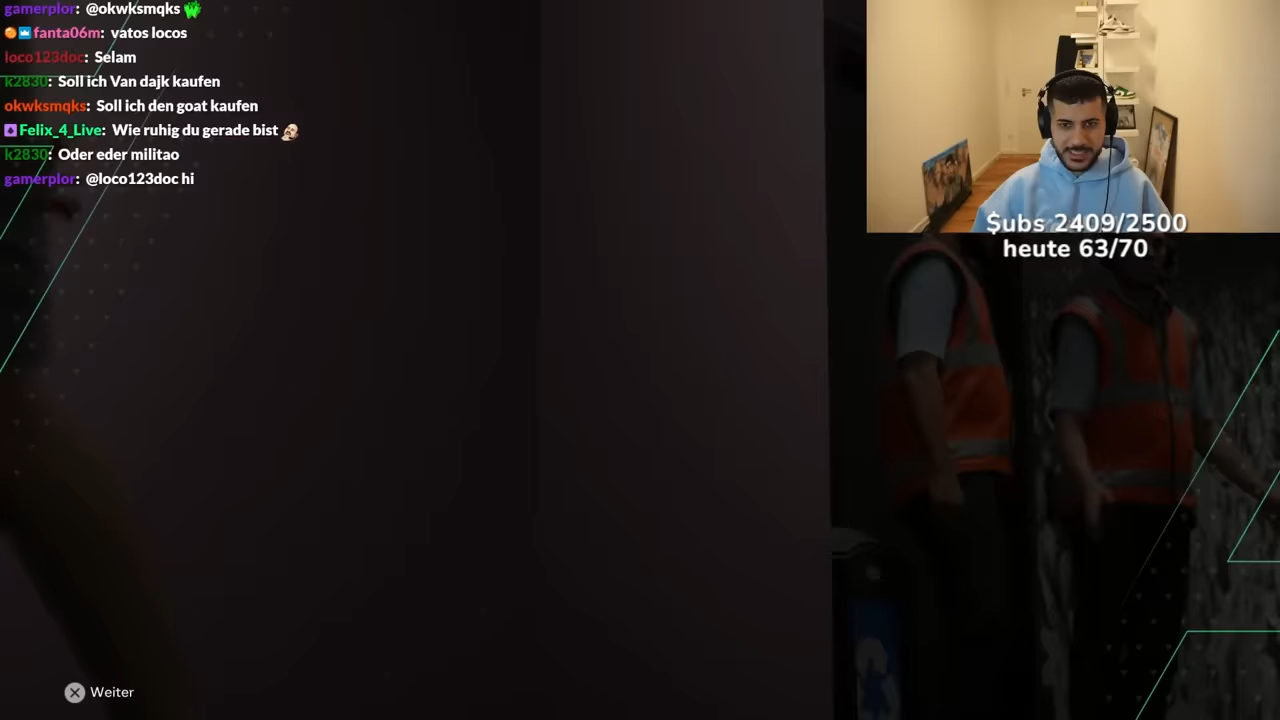 gamerplor: @okwksmqks
fanta06m: vatos locos
loco123doc: Selam
k2830: Soll ich Van dajk kaufen
okwksmqks: Soll ich den goat kaufen
Felix_4_Live: Wie ruhig du gerade bist
k2830: Oder eder militao
gamerplor: @loco123doc hi
$ubs 2409/2500
heute 63/70
Weiter